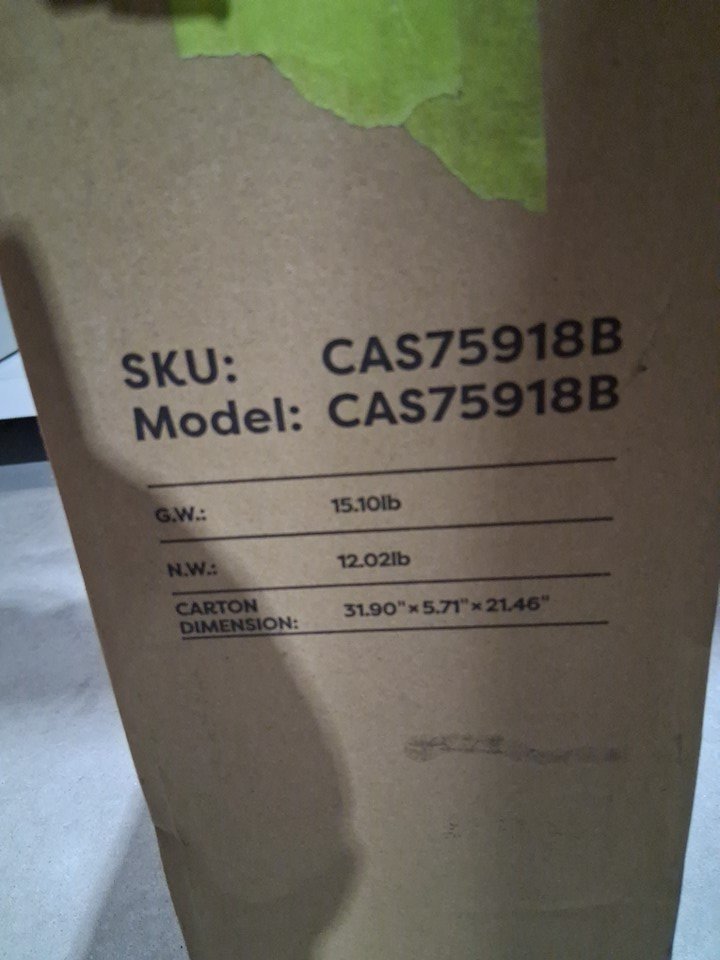 SKU: CAS75918B
Model: CAS75918B
G.W.: 15.10lb
N.W.: 12.02lb
CARTON
DIMENSION: 31.90"×5.71"×21.46"